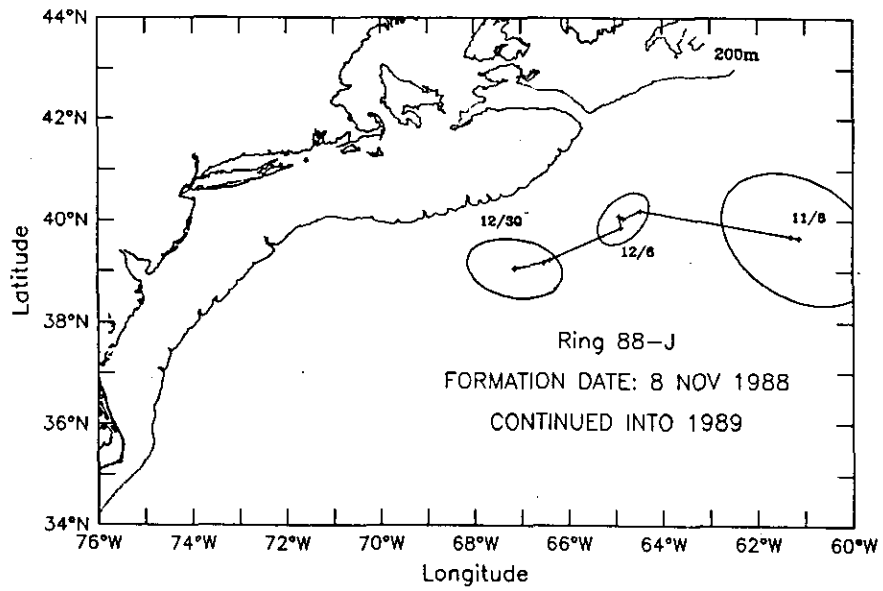 44°N
42°N
40°N
38°N
36°N
34°N
Latitude
200m
11/8
12/6
12/30
Ring 88-J
FORMATION DATE: 8 NOV 1988
CONTINUED INTO 1989
76°W 74°W 72°W 70°W 68°W 66°W 64°W 62°W 60°W
Longitude